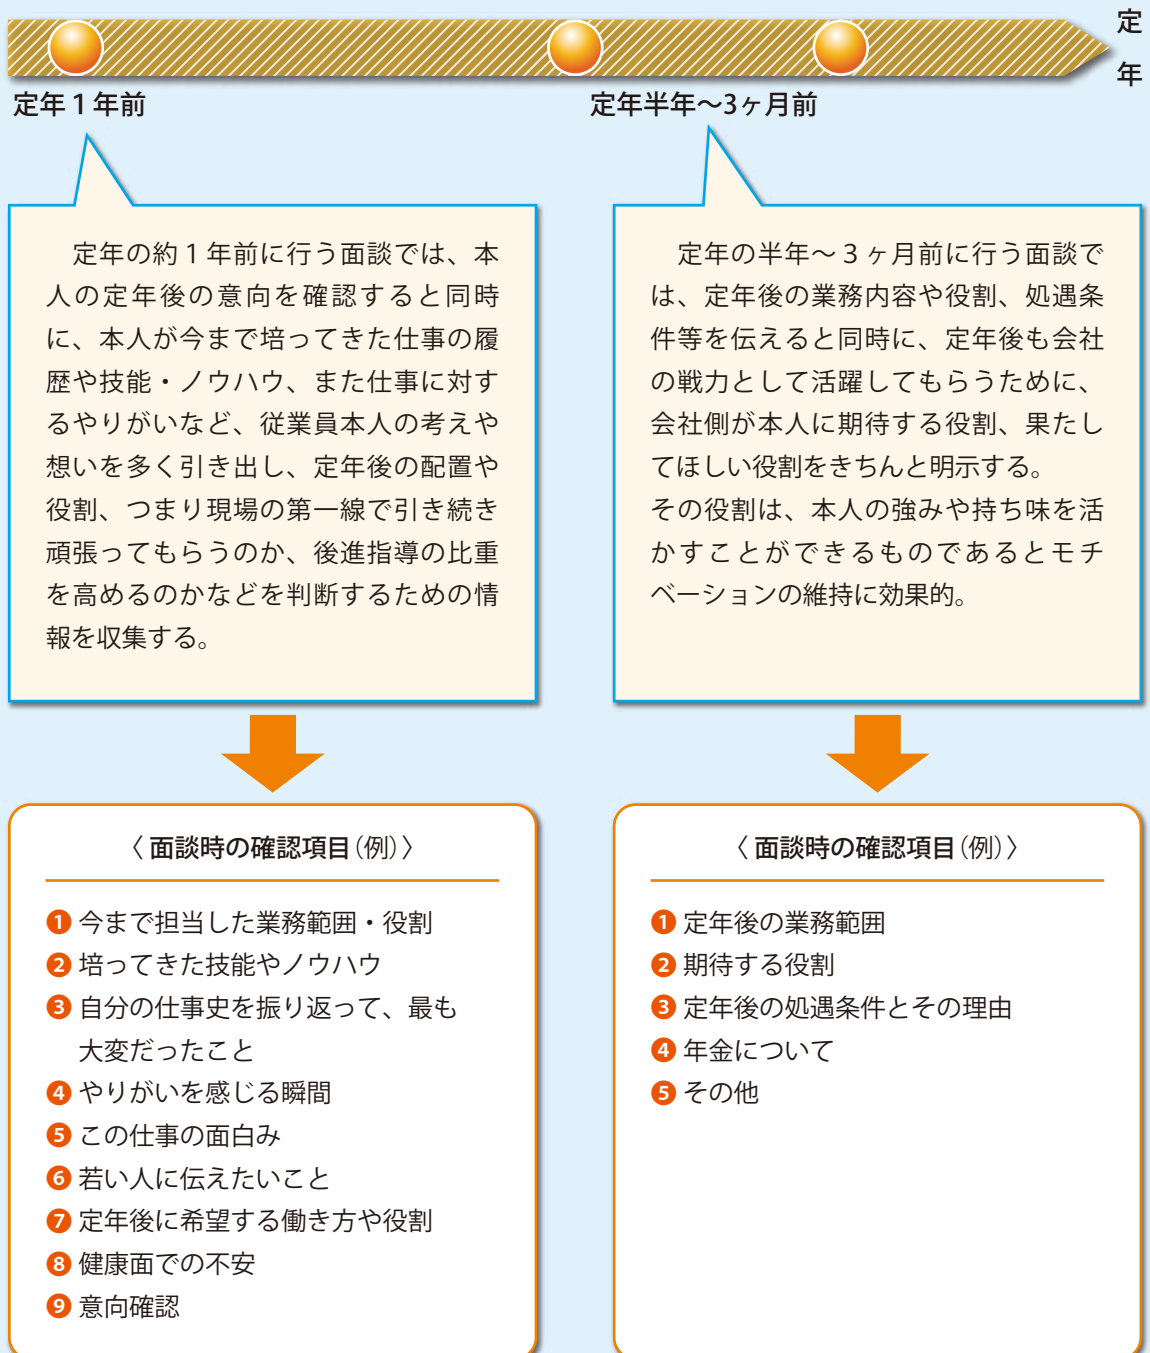 定年
定年1年前
定年半年～3ヶ月前
　定年の約1年前に行う面談では、本
人の定年後の意向を確認すると同時
に、本人が今まで培ってきた仕事の履
歴や技能・ノウハウ、また仕事に対す
るやりがいなど、従業員本人の考えや
想いを多く引き出し、定年後の配置や
役割、つまり現場の第一線で引き続き
頑張ってもらうのか、後進指導の比重
を高めるのかなどを判断するための情
報を収集する。
　定年の半年～3ヶ月前に行う面談で
は、定年後の業務内容や役割、処遇条
件等を伝えると同時に、定年後も会社
の戦力として活躍してもらうために、
会社側が本人に期待する役割、果たし
てほしい役割をきちんと明示する。
その役割は、本人の強みや持ち味を活
かすことができるものであるとモチ
ベーションの維持に効果的。
〈面談時の確認項目（例）〉
❶ 今まで担当した業務範囲・役割
❷ 培ってきた技能やノウハウ
❸ 自分の仕事史を振り返って、最も
大変だったこと
❹ やりがいを感じる瞬間
❺ この仕事の面白み
❻ 若い人に伝えたいこと
❼ 定年後に希望する働き方や役割
❽ 健康面での不安
❾ 意向確認
〈面談時の確認項目（例）〉
❶ 定年後の業務範囲
❷ 期待する役割
❸ 定年後の処遇条件とその理由
❹ 年金について
❺ その他